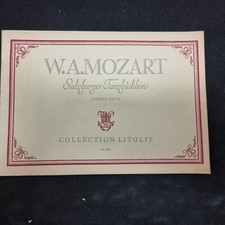 W.A.MOZART
Salzburger Tanzbüchlein
COLLECTION LITOLFF